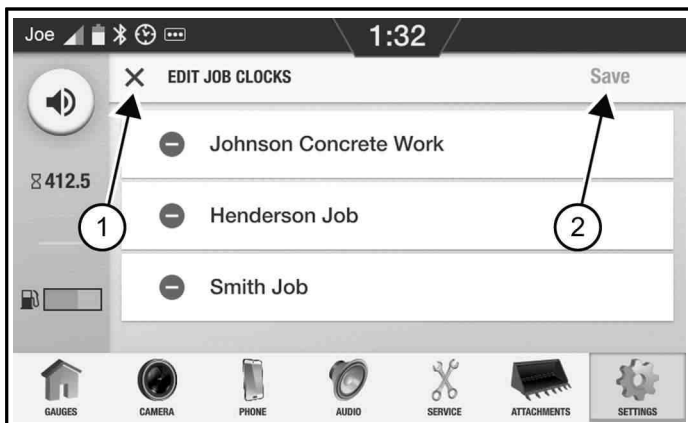 Joe 1:32
EDIT JOB CLOCKS Save
Johnson Concrete Work
412.5
1 Henderson Job 2
Smith Job
GAUGES CAMERA PHONE AUDIO SERVICE ATTACHMENTS SETTINGS